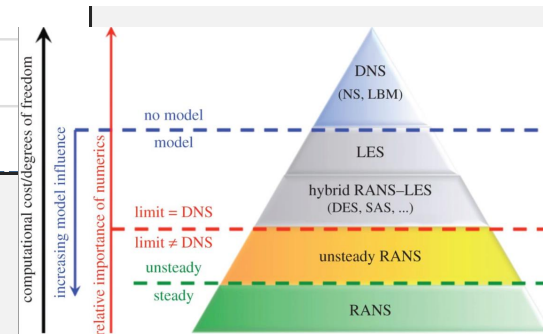 computational cost/degrees of freedom
increasing model influence
relative importance of numerics
DNS
(NS, LBM)
no model
model
LES
hybrid RANS–LES
(DES, SAS, ...)
limit = DNS
limit ≠ DNS
unsteady RANS
unsteady
steady
RANS